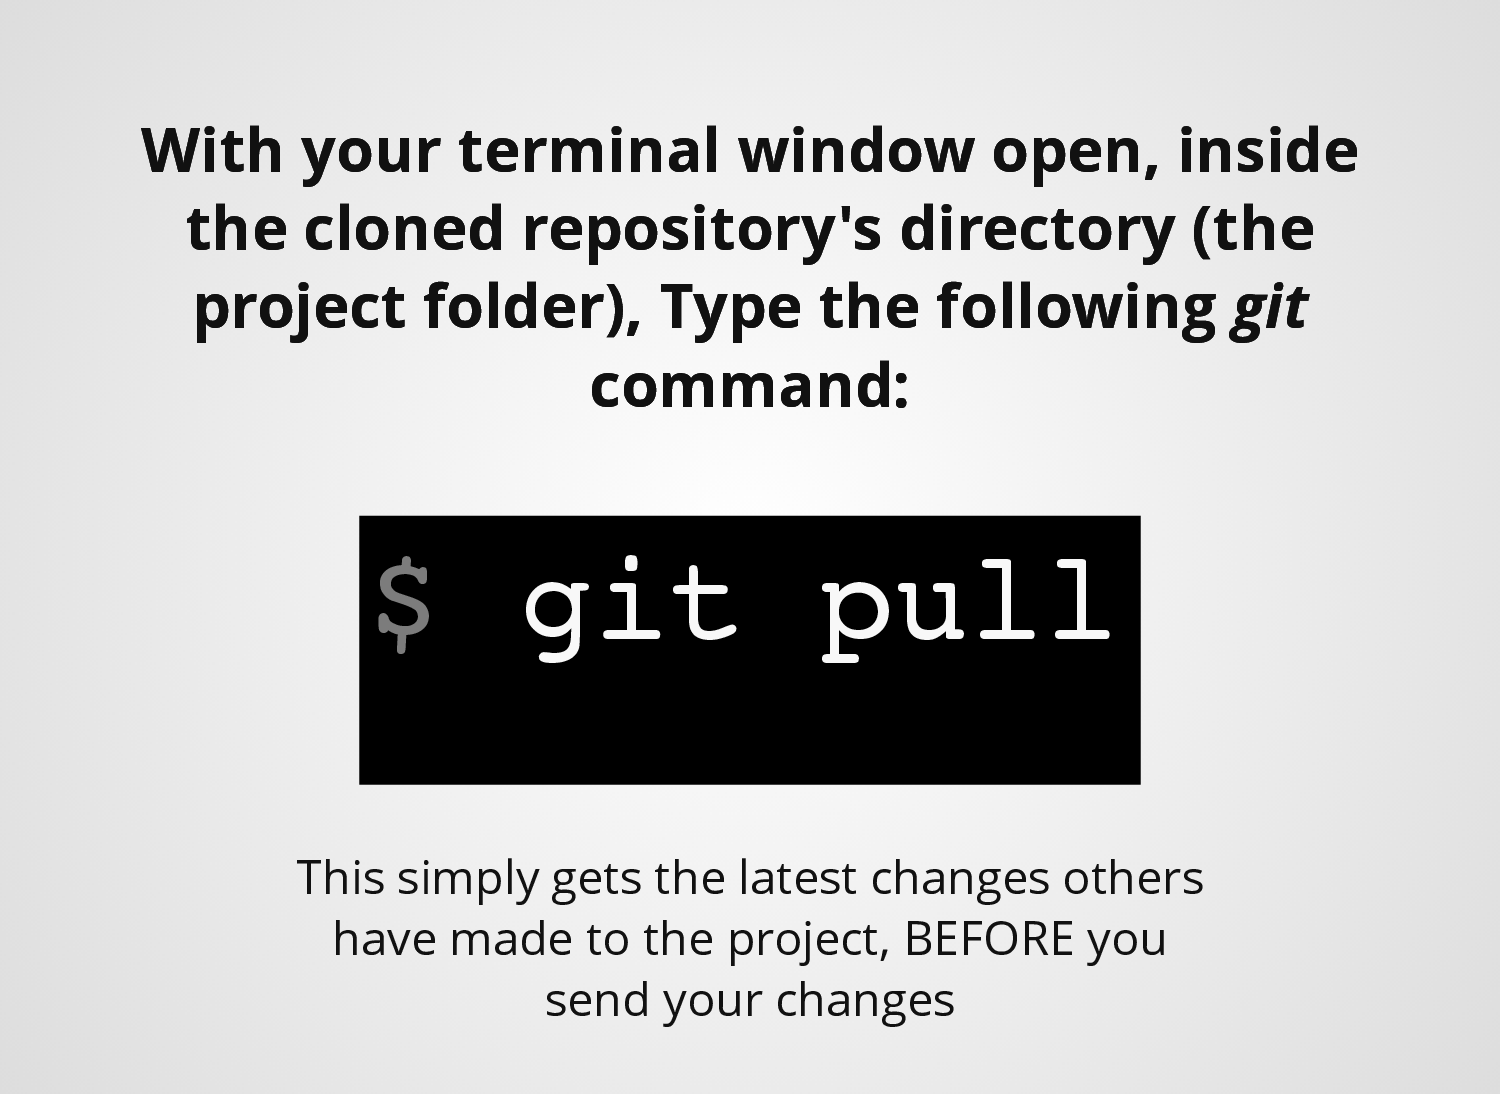 With your terminal window open, inside
the cloned repository's directory (the
project folder), Type the following git
command:
$ git pull
This simply gets the latest changes others
have made to the project, BEFORE you
send your changes